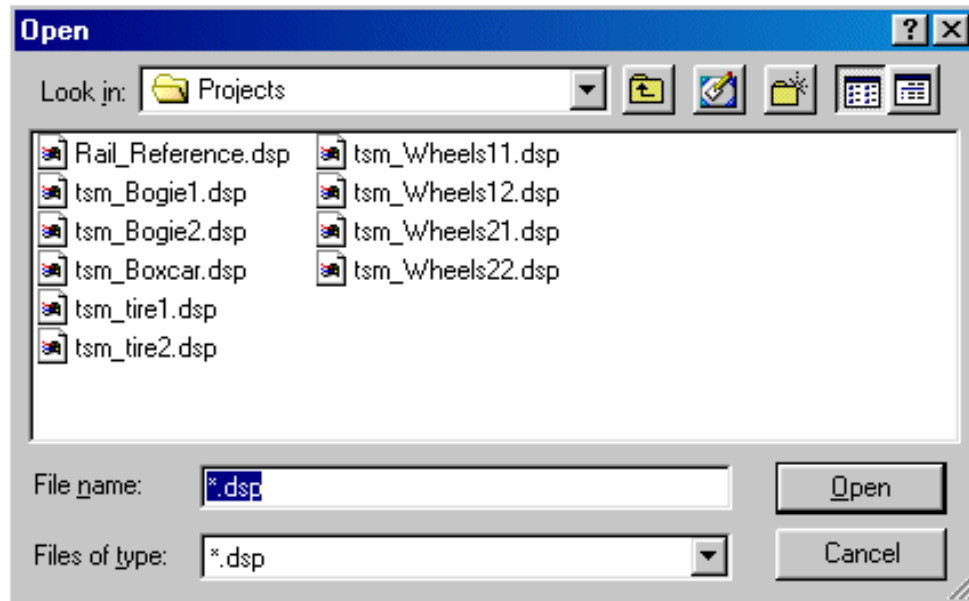 Open
Look in: Projects
Rail_Reference.dsp
tsm_Bogie1.dsp
tsm_Bogie2.dsp
tsm_Boxcar.dsp
tsm_tire1.dsp
tsm_tire2.dsp
tsm_Wheels11.dsp
tsm_Wheels12.dsp
tsm_Wheels21.dsp
tsm_Wheels22.dsp
File name: *.dsp Open
Files of type: *.dsp Cancel